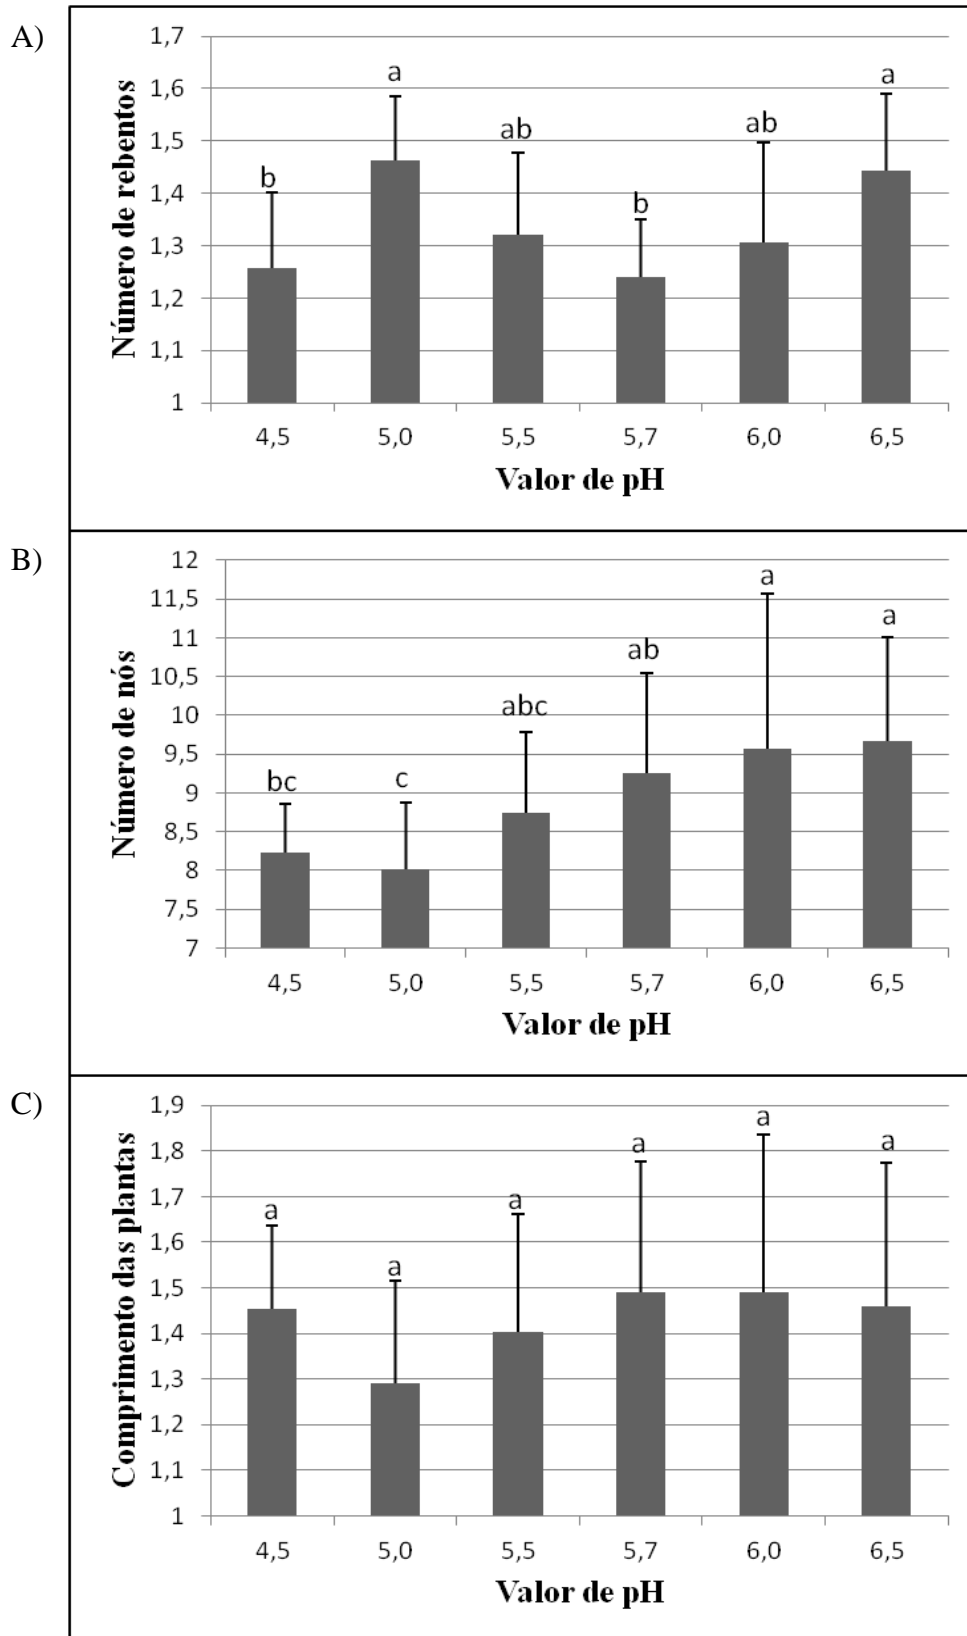 A)
Número de rebentos
1,7
1,6
1,5
1,4
1,3
1,2
1,1
1
b
a
ab
b
ab
a
4,5 5,0 5,5 5,7 6,0 6,5
Valor de pH
B)
Número de nós
12
11,5
11
10,5
10
9,5
9
8,5
8
7,5
7
bc
c
abc
ab
a
a
4,5 5,0 5,5 5,7 6,0 6,5
Valor de pH
C)
Comprimento das plantas
1,9
1,8
1,7
1,6
1,5
1,4
1,3
1,2
1,1
1
a
a
a
a
a
a
4,5 5,0 5,5 5,7 6,0 6,5
Valor de pH